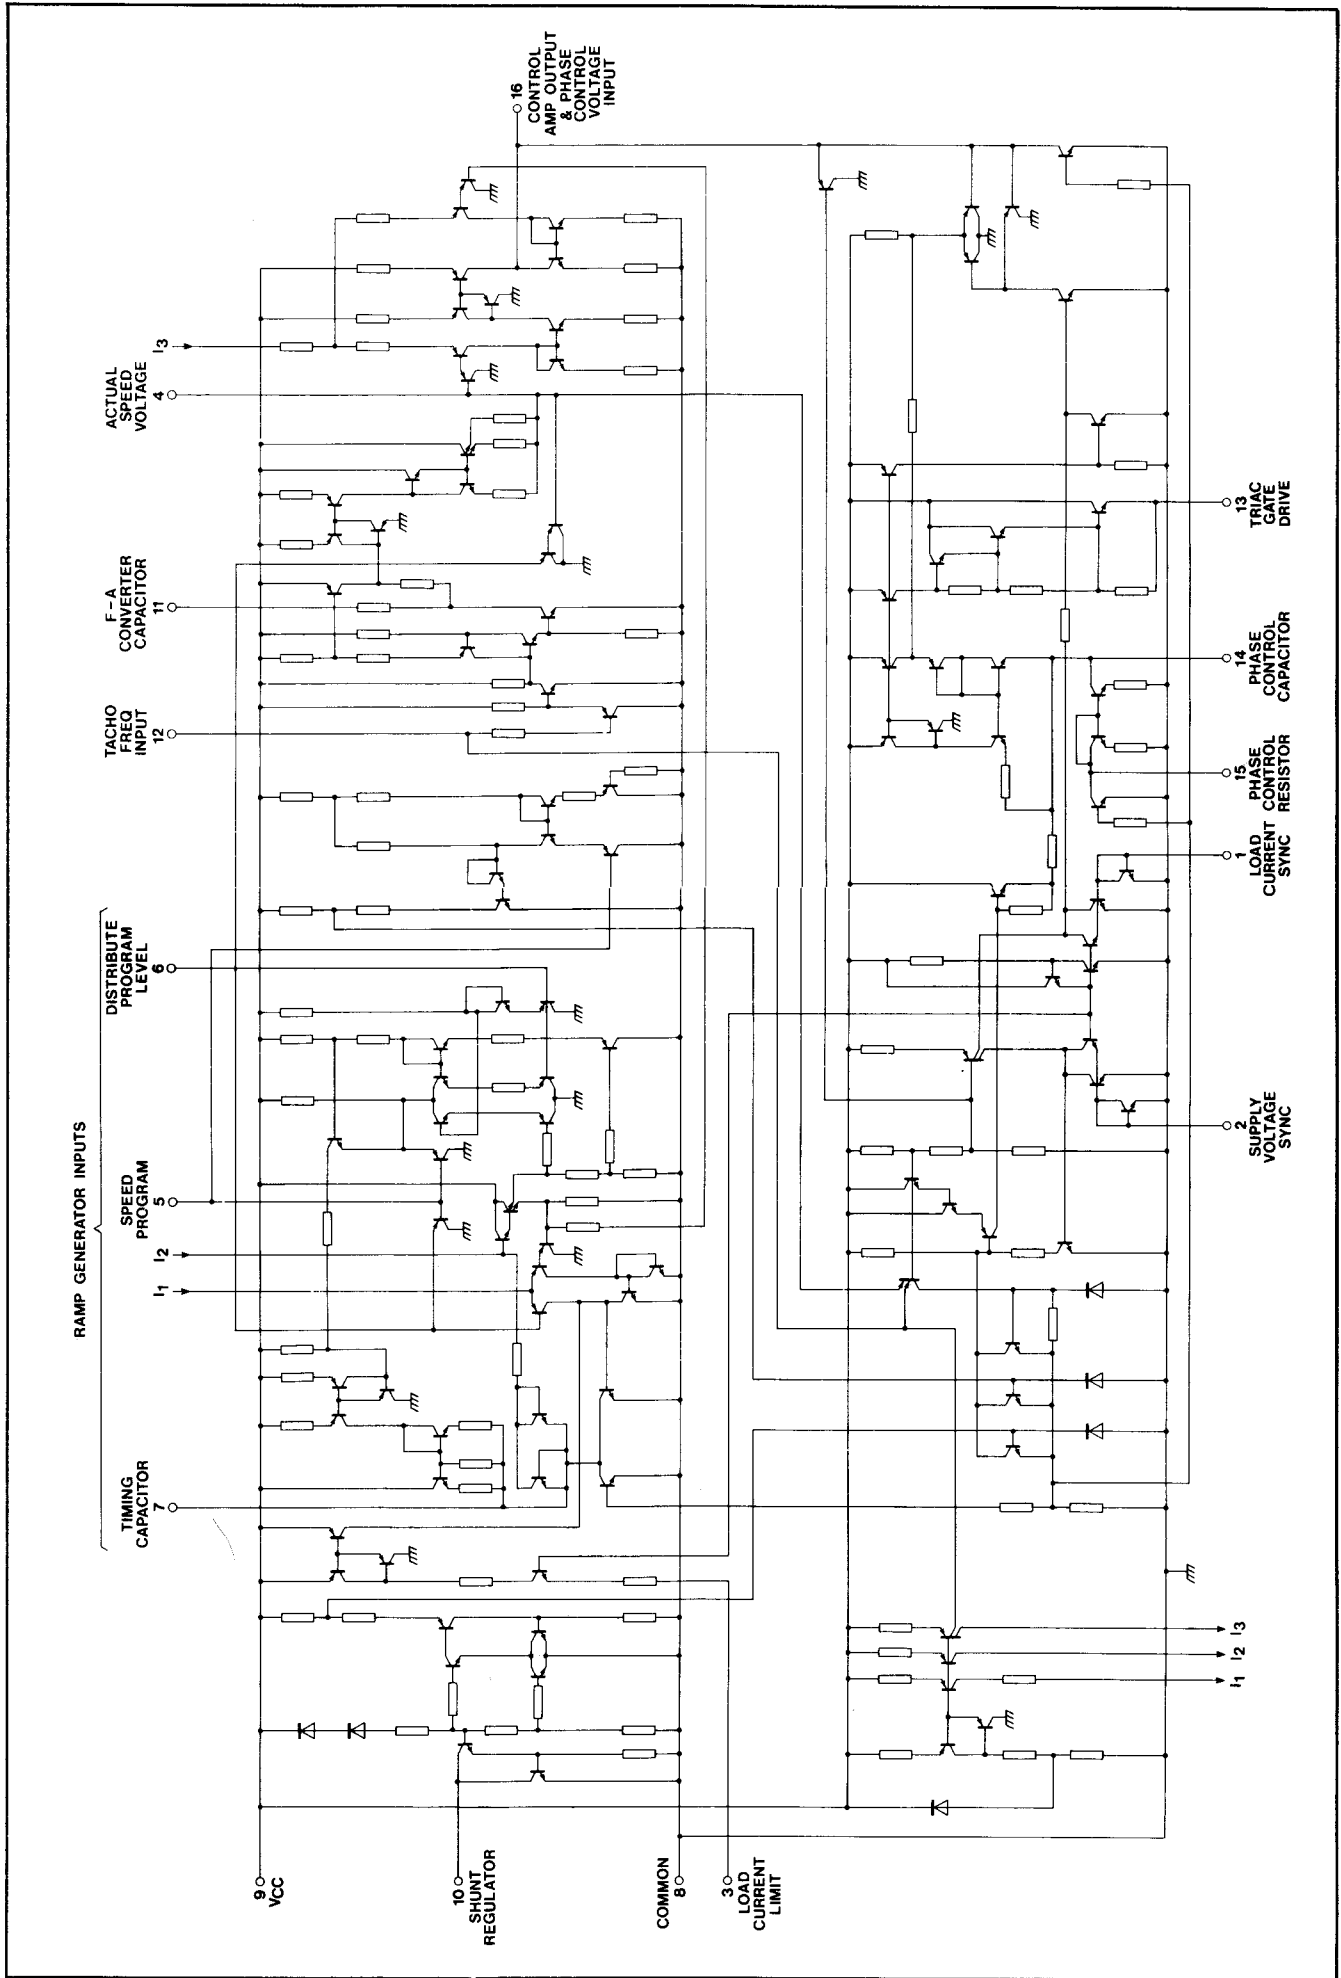 RAMP GENERATOR INPUTS
TIMING
CAPACITOR
7
I1
I2
SPEED
PROGRAM
5
DISTRIBUTE
PROGRAM
LEVEL
6
TACHO
FREQ
INPUT
12
F–A
CONVERTER
CAPACITOR
11
ACTUAL
SPEED
VOLTAGE
4
I3
9
VCC
10
SHUNT
REGULATOR
COMMON
8
3
LOAD
CURRENT
LIMIT
16
CONTROL
AMP OUTPUT
& PHASE
CONTROL
VOLTAGE
INPUT
I1
I2
I3
2
SUPPLY
VOLTAGE
SYNC
1
LOAD
CURRENT
SYNC
15
PHASE
CONTROL
RESISTOR
14
PHASE
CONTROL
CAPACITOR
13
TRIAC
GATE
DRIVE